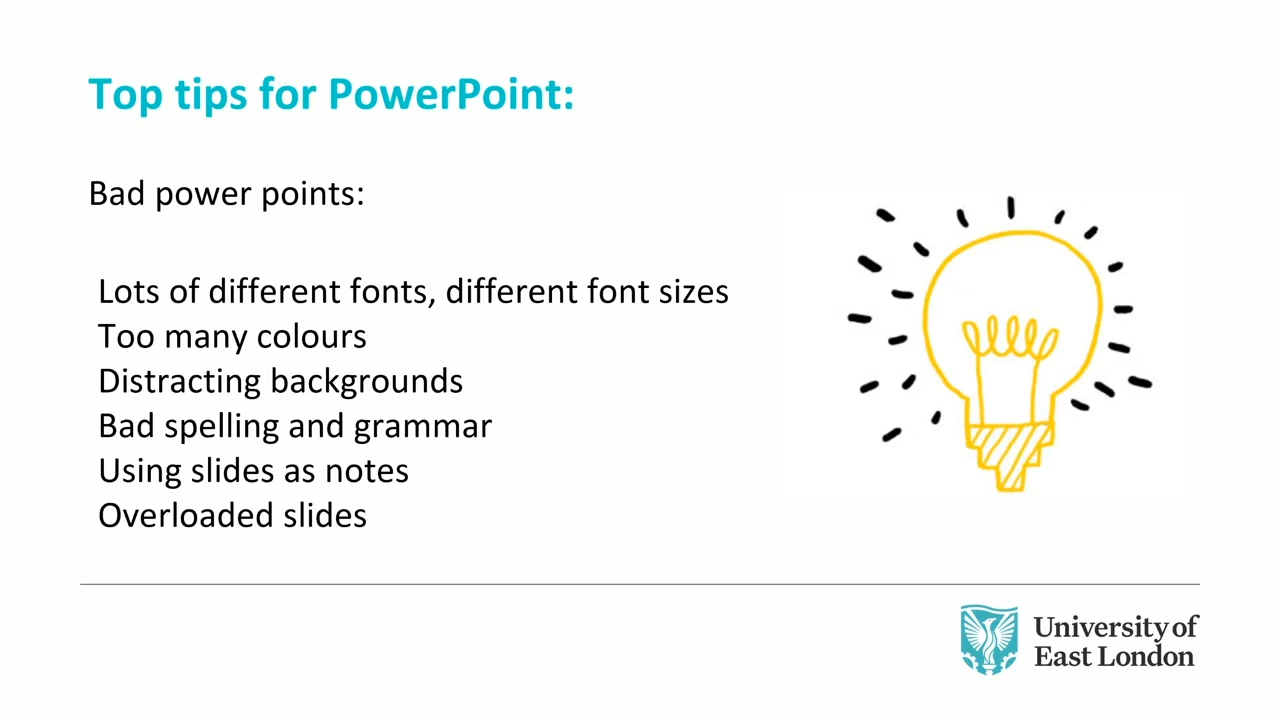 Top tips for PowerPoint:
Bad power points:
Lots of different fonts, different font sizes
Too many colours
Distracting backgrounds
Bad spelling and grammar
Using slides as notes
Overloaded slides
University of
East London